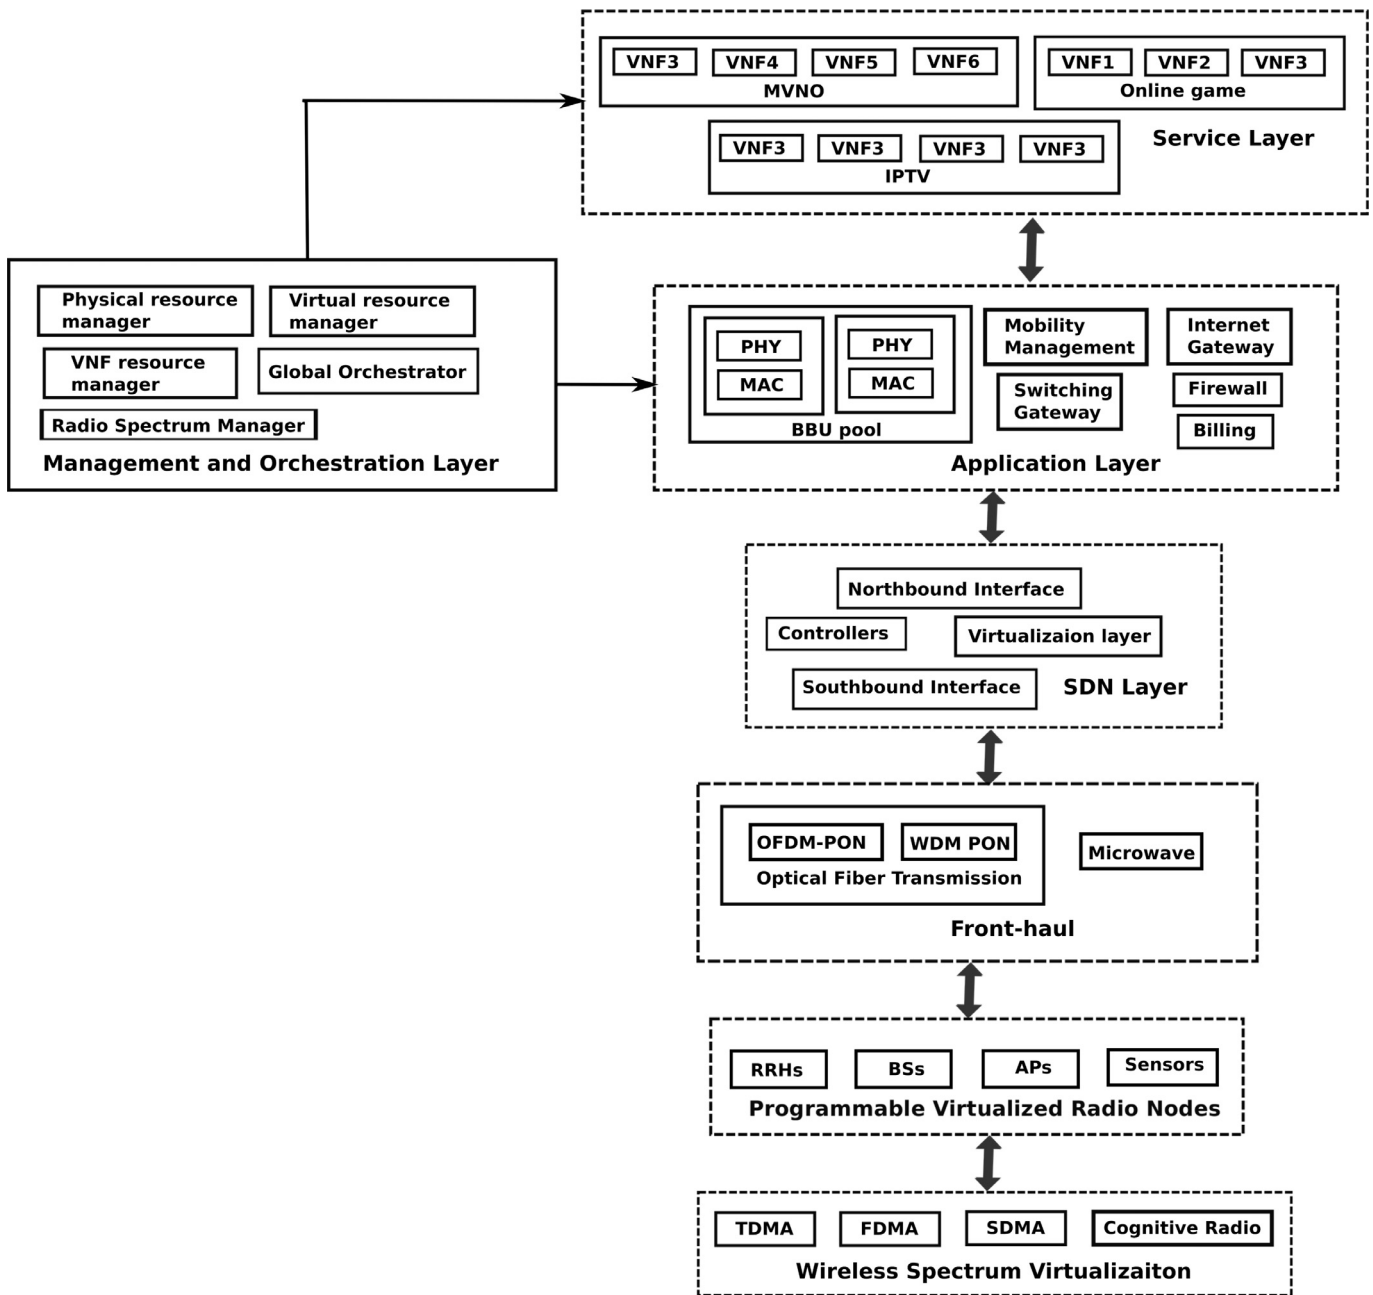 VNF3 VNF4 VNF5 VNF6
MVNO
VNF1 VNF2 VNF3
Online game
VNF3 VNF3 VNF3 VNF3
IPTV
Service Layer
Physical resource
manager
Virtual resource
manager
VNF resource
manager
Global Orchestrator
Radio Spectrum Manager
Management and Orchestration Layer
PHY
MAC
PHY
MAC
BBU pool
Mobility
Management
Switching
Gateway
Internet
Gateway
Firewall
Billing
Application Layer
Northbound Interface
Controllers
Virtualizaion layer
Southbound Interface
SDN Layer
OFDM-PON
WDM PON
Optical Fiber Transmission
Microwave
Front-haul
RRHs
BSs
APs
Sensors
Programmable Virtualized Radio Nodes
TDMA
FDMA
SDMA
Cognitive Radio
Wireless Spectrum Virtualizaiton